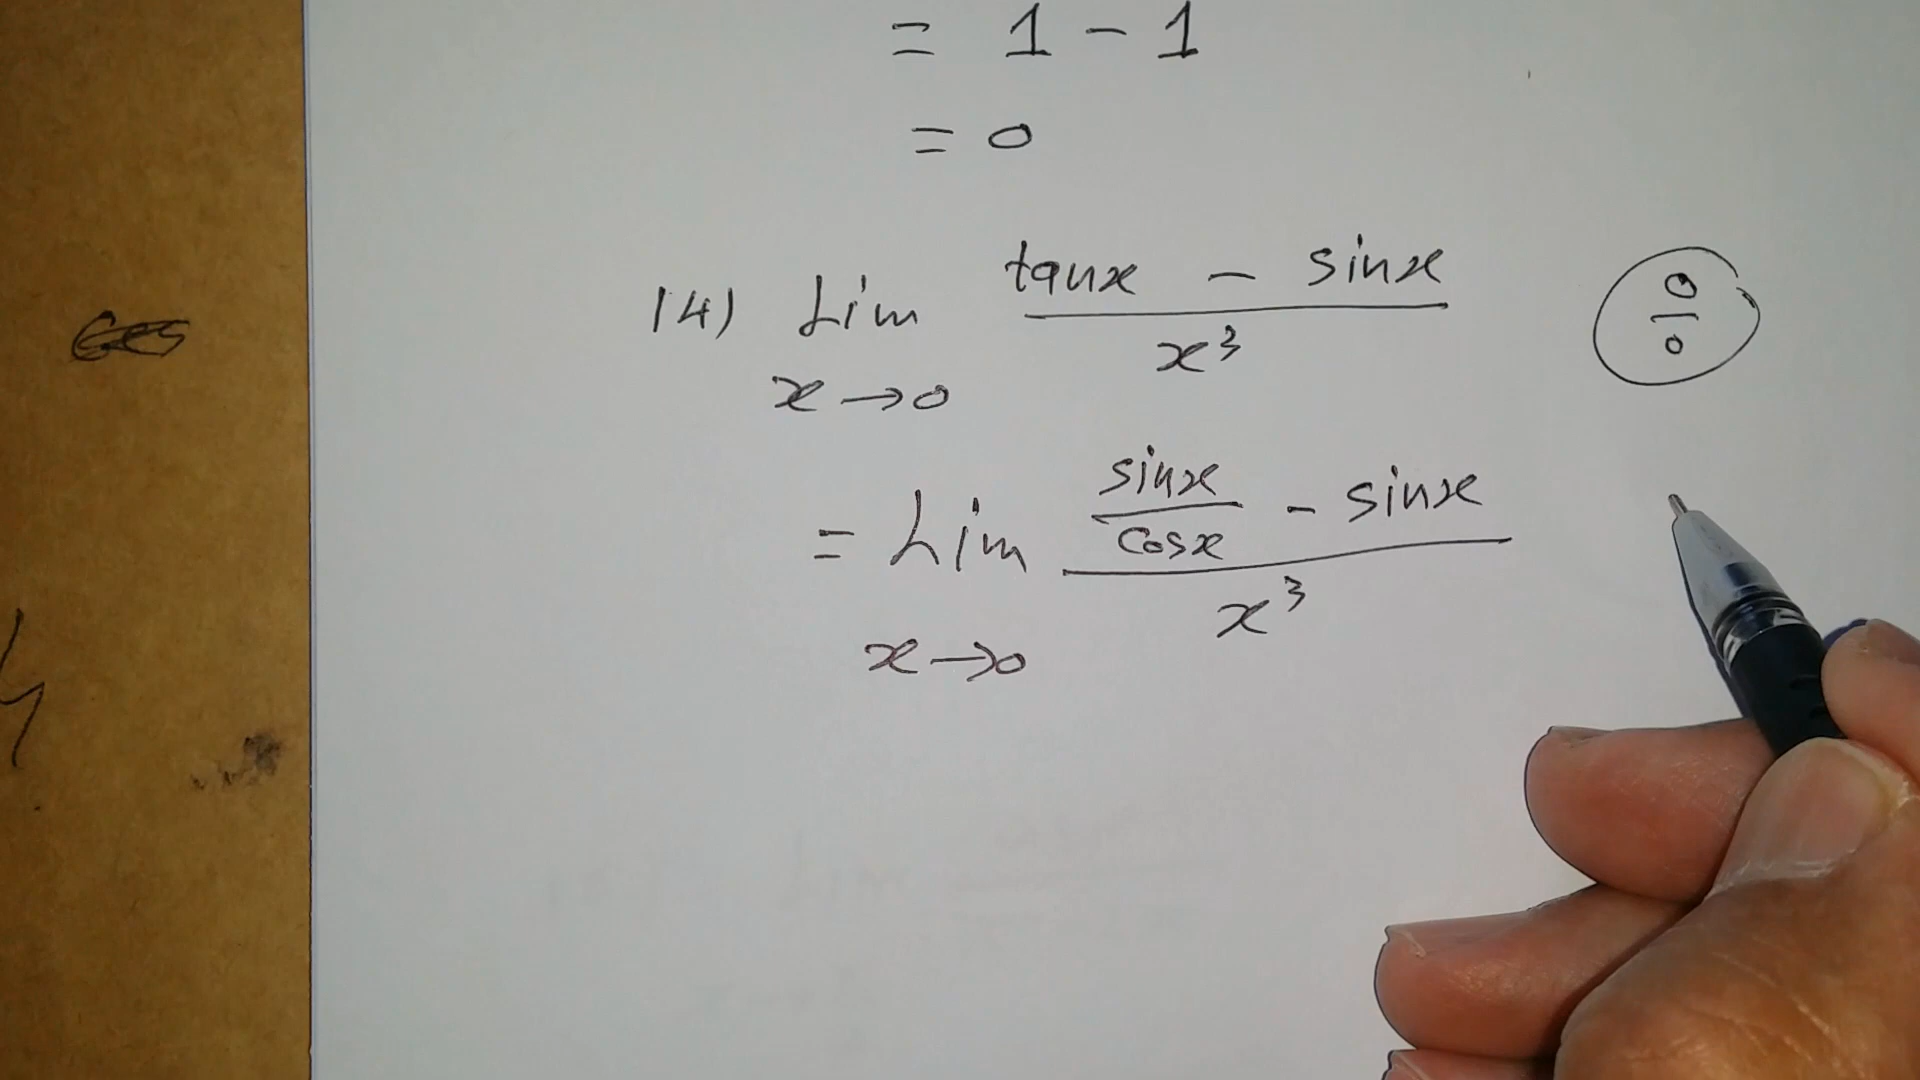 = 1 - 1
= 0
14) Lim (tanx - sinx) / x³ 0/0
x→0
= Lim (sinx/cosx - sinx) / x³
x→0